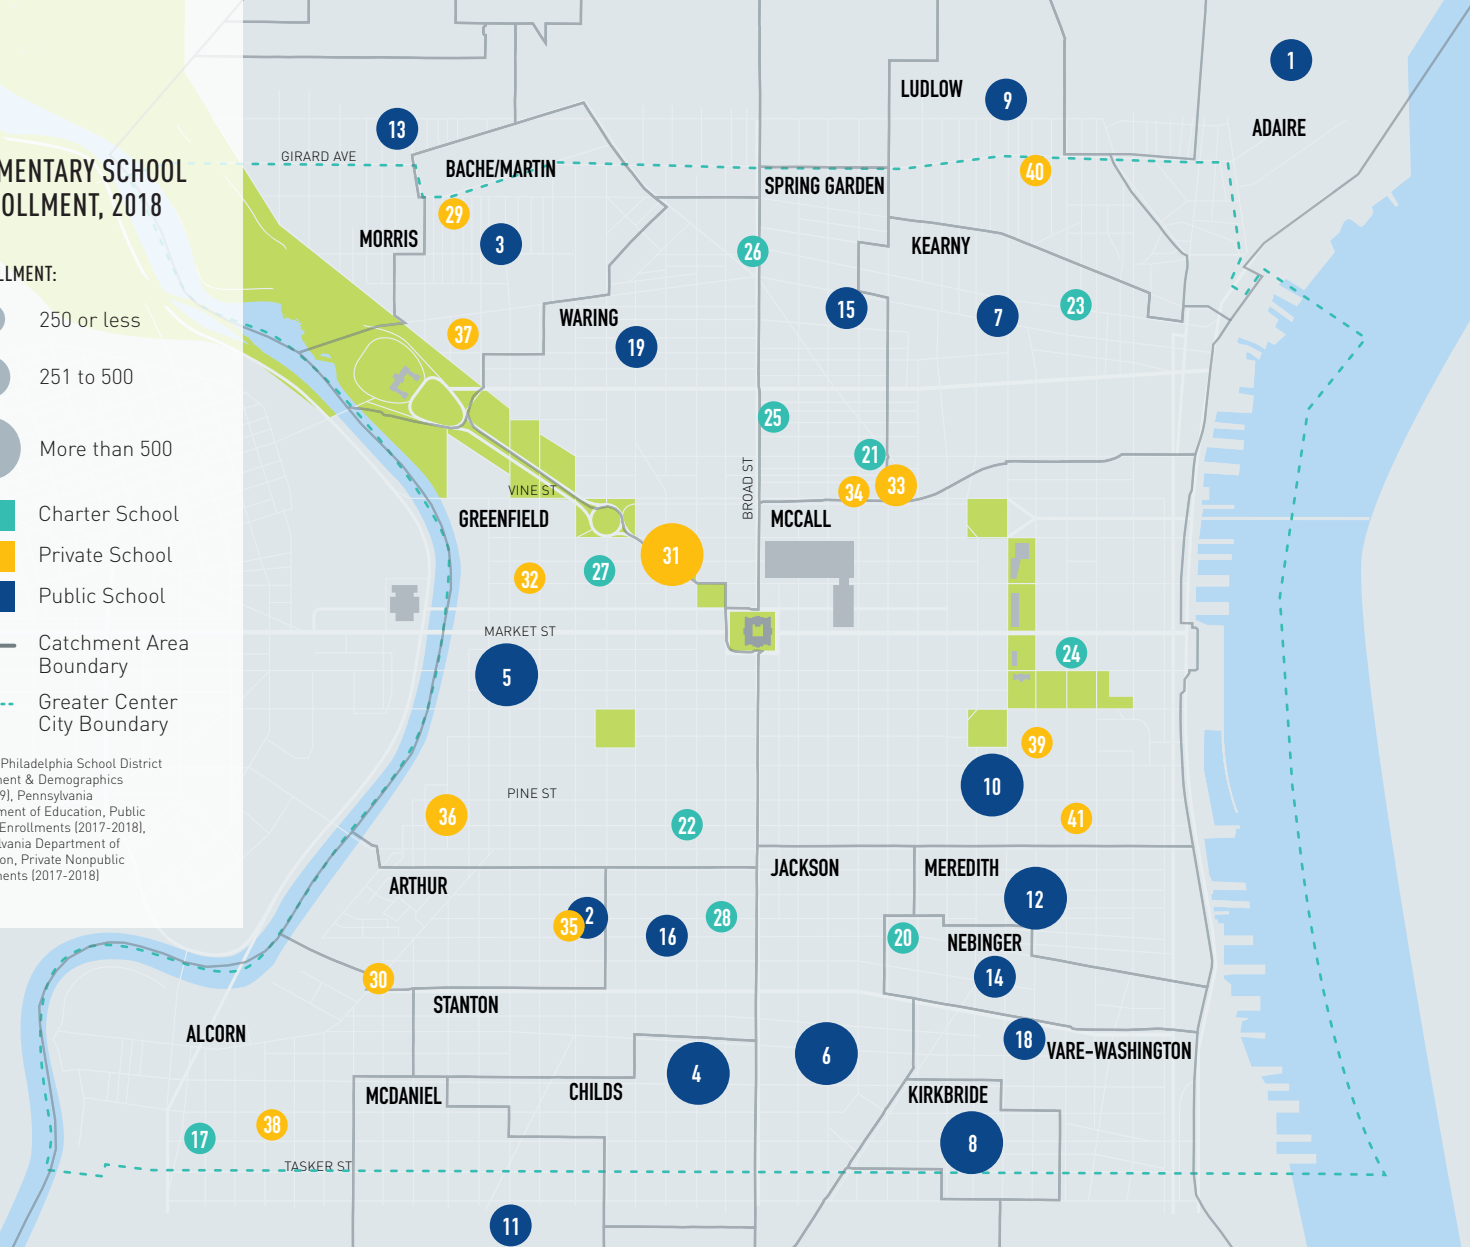 MENTARY SCHOOL
OLLMENT, 2018
LLMENT:
250 or less
251 to 500
More than 500
Charter School
Private School
Public School
Catchment Area
Boundary
Greater Center
City Boundary
Philadelphia School District
ment & Demographics
9), Pennsylvania
ment of Education, Public
Enrollments (2017-2018),
lvania Department of
on, Private Nonpublic
ments (2017-2018)
1
LUDLOW
9
ADAIRE
13
GIRARD AVE
BACHE/MARTIN
SPRING GARDEN
40
29
MORRIS
3
26
KEARNY
15
7
23
WARING
19
37
25
21
34
33
BROAD ST
VINE ST
GREENFIELD
MCCALL
31
32
27
MARKET ST
5
24
39
10
PINE ST
36
22
41
ARTHUR
JACKSON
MEREDITH
12
35
2
16
28
20
NEBINGER
14
30
STANTON
ALCORN
18
VARE-WASHINGTON
6
4
MCDANIEL
CHILDS
KIRKBRIDE
8
17
38
TASKER ST
11